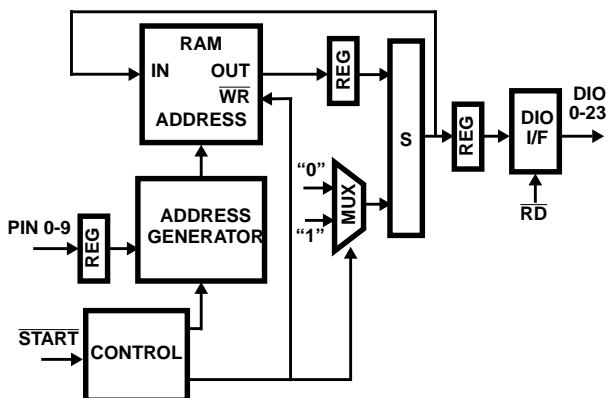 RAM
IN OUT
WR
ADDRESS
REG
S
REG
DIO
I/F
DIO
0-23
RD
“0”
“1”
MUX
ADDRESS
GENERATOR
PIN 0-9
REG
START
CONTROL